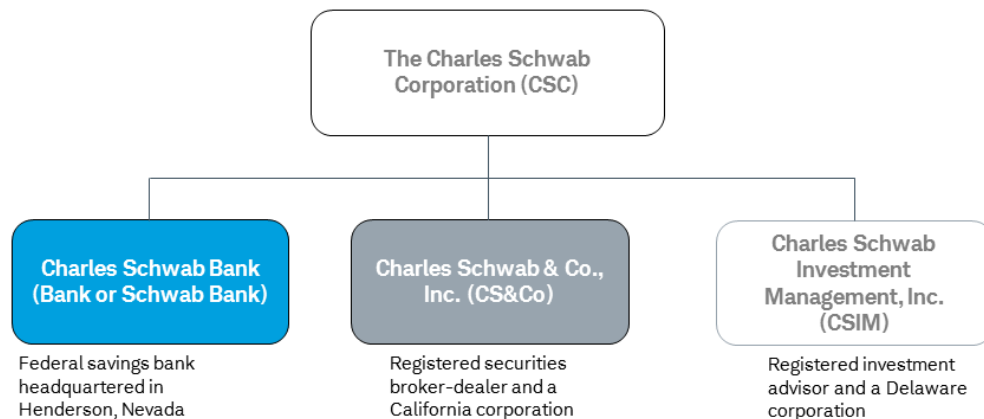 The Charles Schwab
Corporation (CSC)
Charles Schwab Bank
(Bank or Schwab Bank)
Charles Schwab & Co.,
Inc. (CS&Co)
Charles Schwab
Investment
Management, Inc.
(CSIM)
Federal savings bank
headquartered in
Henderson, Nevada
Registered securities
broker-dealer and a
California corporation
Registered investment
advisor and a Delaware
corporation